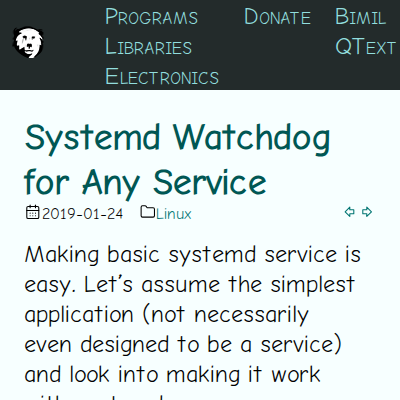 Programs Donate Bimil
Libraries QText
Electronics
Systemd Watchdog
for Any Service
2019-01-24 Linux
Making basic systemd service is
easy. Let's assume the simplest
application (not necessarily
even designed to be a service)
and look into making it work